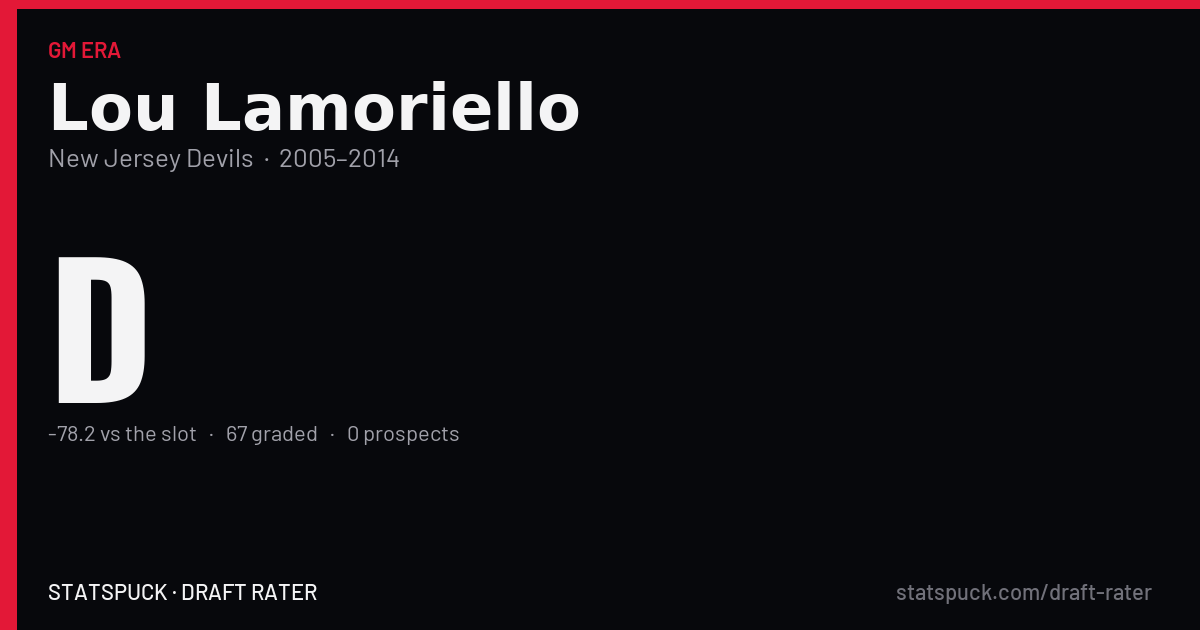 GM ERA
Lou Lamoriello
New Jersey Devils · 2005–2014
D
-78.2 vs the slot · 67 graded · 0 prospects
STATSPUCK · DRAFT RATER
statspuck.com/draft-rater